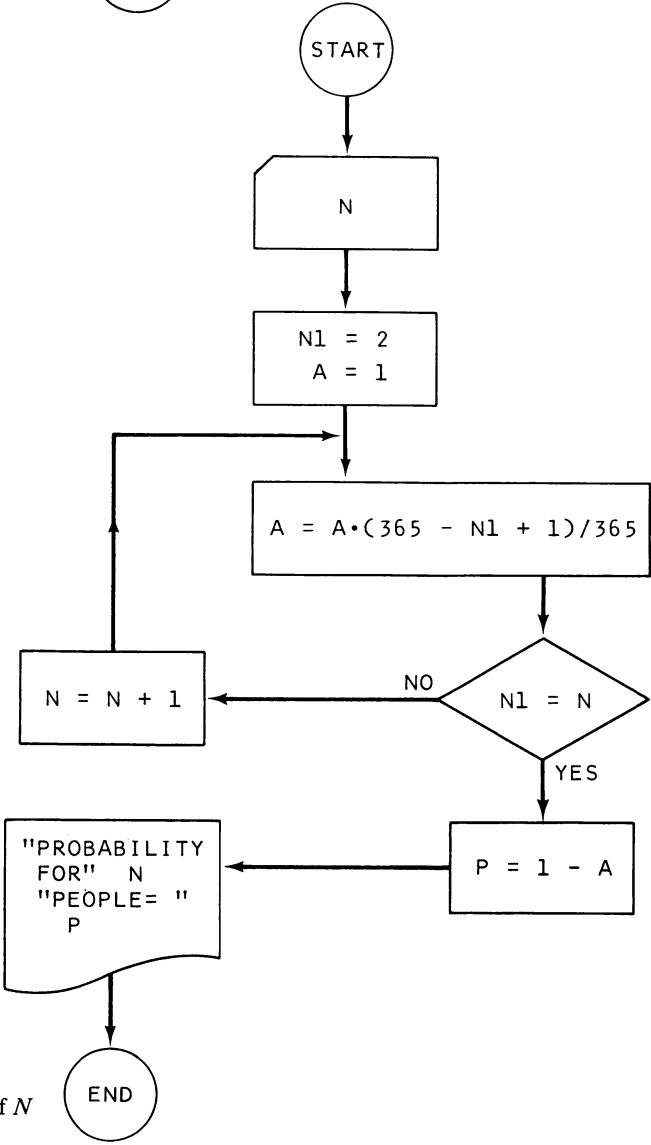 START
N
N1 = 2
A = 1
A = A•(365 - N1 + 1)/365
NO
N1 = N
N = N + 1
YES
P = 1 - A
"PROBABILITY
FOR" N
"PEOPLE= "
P
END
f N